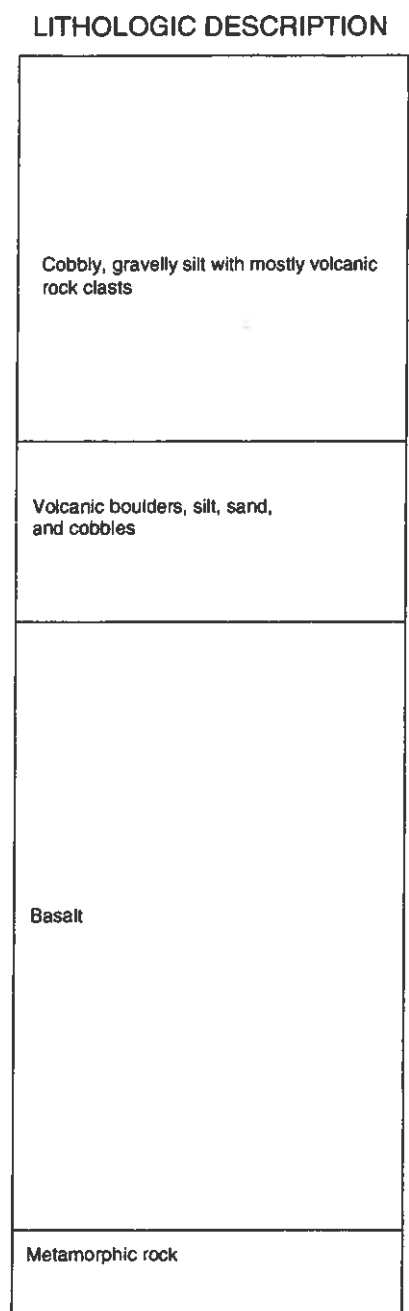 LITHOLOGIC DESCRIPTION
Cobbly, gravelly silt with mostly volcanic
rock clasts
Volcanic boulders, silt, sand,
and cobbles
Basalt
Metamorphic rock